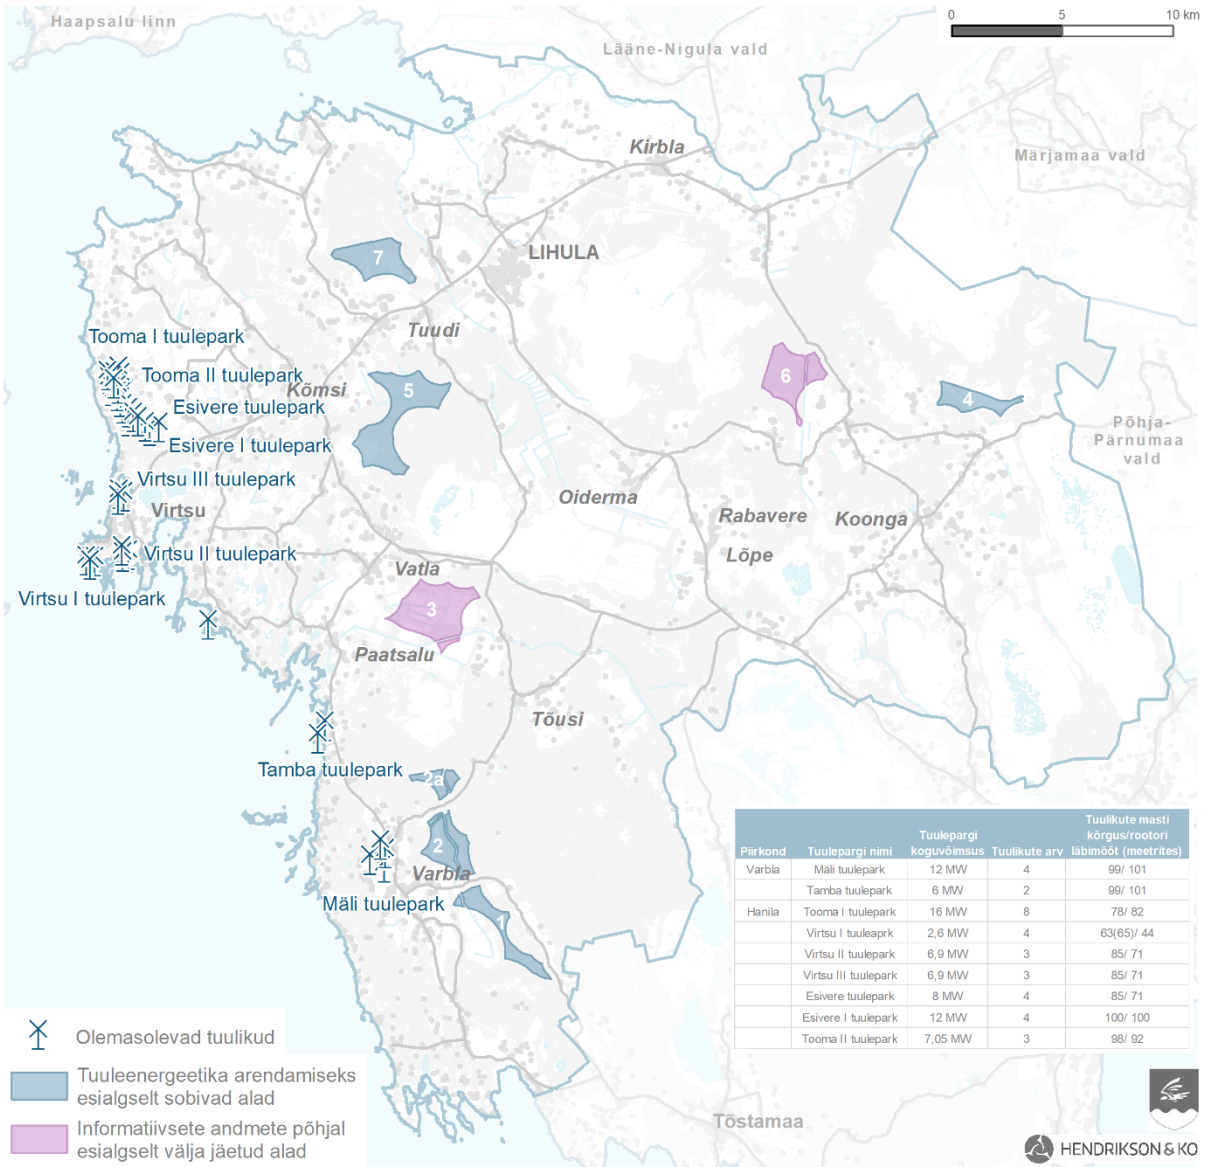 Haapsalu linn
0 5 10 km
Lääne-Nigula vald
Kirbla
Märjamaa vald
7
LIHULA
Tuudi
Tooma I tuulepark
Tooma II tuulepark
Kõmsi
5
6
4
Esivere tuulepark
Esivere I tuulepark
Põhja-
Pärnumaa
vald
Virtsu III tuulepark
Virtsu
Oiderma
Rabavere
Koonga
Virtsu II tuulepark
Lõpe
Vatla
Virtsu I tuulepark
3
Paatsalu
Tõusi
Tamba tuulepark
2a
2
Varbla
Mäli tuulepark
1
Piirkond Tuulepargi nimi Tuulepargi koguvõimsus Tuulikute arv Tuulikute masti kõrgus/rootori läbimõõt (meetrites)
Varbla Mäli tuulepark 12 MW 4 99/ 101
Tamba tuulepark 6 MW 2 99/ 101
Hanila Tooma I tuulepark 16 MW 8 78/ 82
Virtsu I tuuleaprk 2,6 MW 4 63(65)/ 44
Virtsu II tuulepark 6,9 MW 3 85/ 71
Virtsu III tuulepark 6,9 MW 3 85/ 71
Esivere tuulepark 8 MW 4 85/ 71
Esivere I tuulepark 12 MW 4 100/ 100
Tooma II tuulepark 7,05 MW 3 98/ 92
Olemasolevad tuulikud
Tuuleenergeetika arendamiseks
esialgselt sobivad alad
Informatiivsete andmete põhjal
esialgselt välja jäetud alad
Tõstamaa
HENDRIKSON & KO